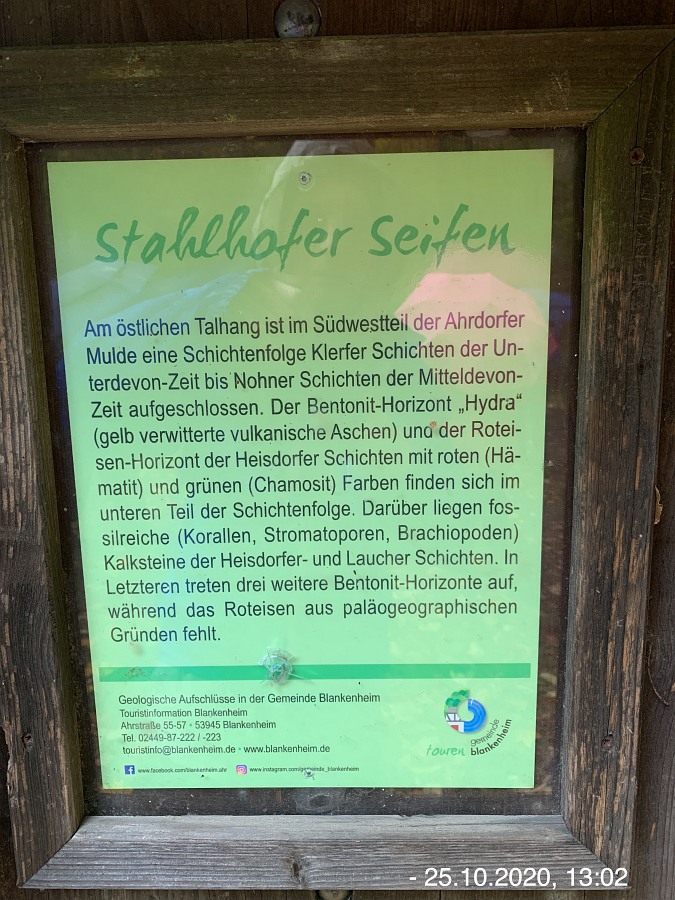 Stahlhofer Seifen
Am östlichen Talhang ist im Südwestteil der Ahrdorfer
Mulde eine Schichtenfolge Klerfer Schichten der Un-
terdevon-Zeit bis Nohner Schichten der Mitteldevon-
Zeit aufgeschlossen. Der Bentonit-Horizont „Hydra“
(gelb verwitterte vulkanische Aschen) und der Rotei-
sen-Horizont der Heisdorfer Schichten mit roten (Hä-
matit) und grünen (Chamosit) Farben finden sich im
unteren Teil der Schichtenfolge. Darüber liegen fos-
silreiche (Korallen, Stromatoporen, Brachiopoden)
Kalksteine der Heisdorfer- und Laucher Schichten. In
Letzteren treten drei weitere Bentonit-Horizonte auf,
während das Roteisen aus paläogeographischen
Gründen fehlt.
Geologische Aufschlüsse in der Gemeinde Blankenheim
Touristinformation Blankenheim
Ahrstraße 55-57 • 53945 Blankenheim
Tel. 02449-87-222 / -223
touristinfo@blankenheim.de • www.blankenheim.de
www.facebook.com/blankenheim.ahr www.instagram.com/gemeinde_blankenheim
touren gemeinde
blankenheim
- 25.10.2020, 13:02